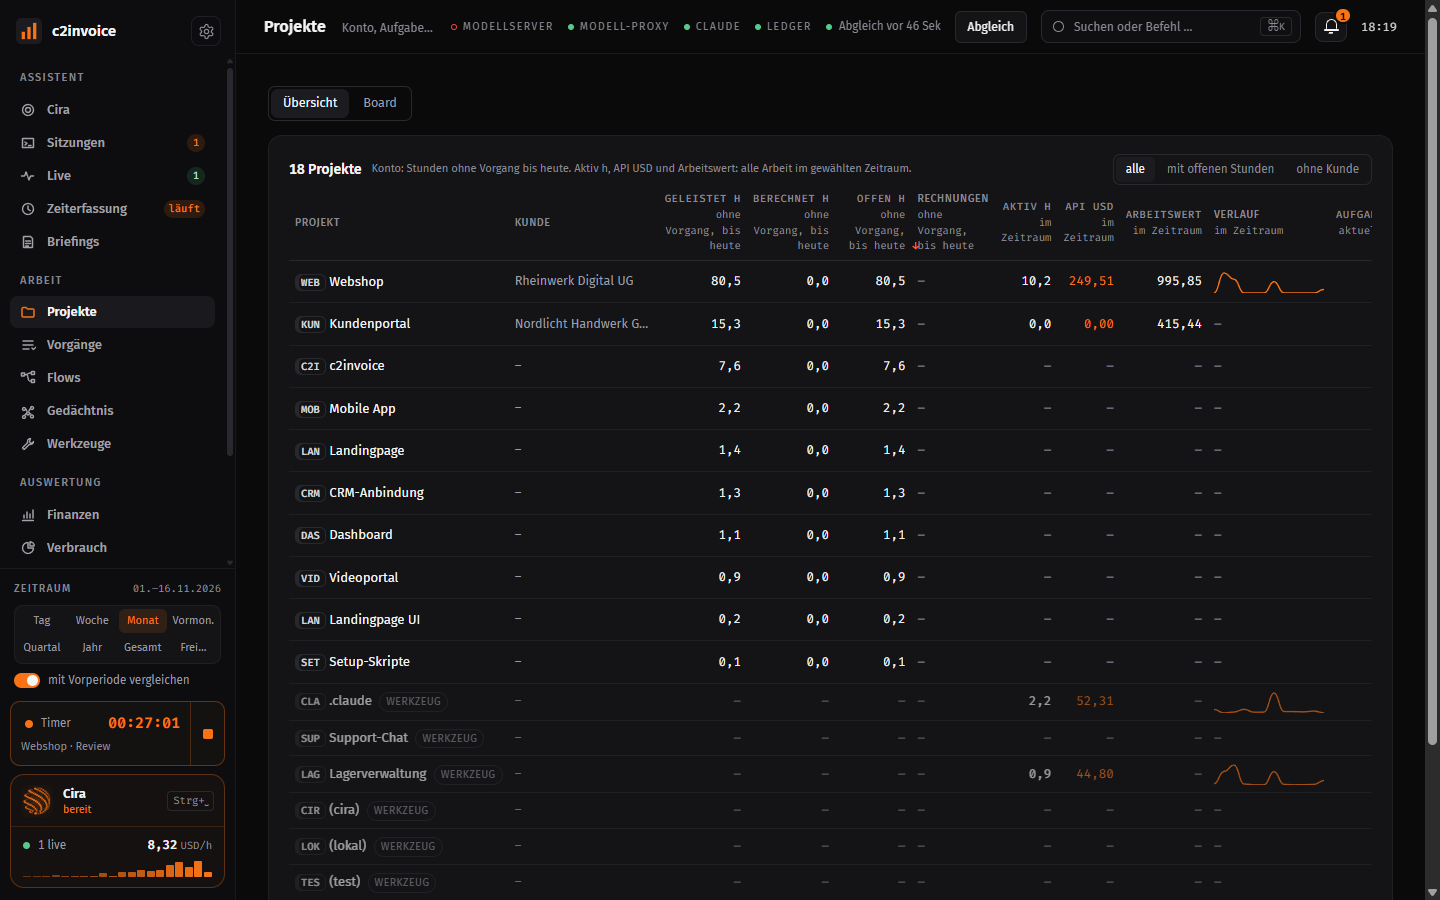 c2invoice
ASSISTENT
Cira
Sitzungen 1
Live 1
Zeiterfassung läuft
Briefings
ARBEIT
Projekte
Vorgänge
Flows
Gedächtnis
Werkzeuge
AUSWERTUNG
Finanzen
Verbrauch
ZEITRAUM 01.–16.11.2026
Tag Woche Monat Vormon.
Quartal Jahr Gesamt Frei…
mit Vorperiode vergleichen
Timer 00:27:01
Webshop · Review
Cira
bereit
Strg+_
1 live 8,32 USD/h
Projekte Konto, Aufgabe… MODELLSERVER MODELL-PROXY CLAUDE LEDGER Abgleich vor 46 Sek Abgleich Suchen oder Befehl … ⌘K 1 18:19
Übersicht Board
18 Projekte Konto: Stunden ohne Vorgang bis heute. Aktiv h, API USD und Arbeitswert: alle Arbeit im gewählten Zeitraum. alle mit offenen Stunden ohne Kunde
PROJEKT
KUNDE
GELEISTET H
ohne
Vorgang, bis
heute
BERECHNET H
ohne
Vorgang, bis
heute
OFFEN H
ohne
Vorgang,
bis heute
RECHNUNGEN
ohne
Vorgang,
bis heute
AKTIV H
im
Zeitraum
API USD
im
Zeitraum
ARBEITSWERT
im Zeitraum
VERLAUF
im Zeitraum
WEB Webshop Rheinwerk Digital UG 80,5 0,0 80,5 – 10,2 249,51 995,85
KUN Kundenportal Nordlicht Handwerk G… 15,3 0,0 15,3 – 0,0 0,00 415,44 –
C2I c2invoice – 7,6 0,0 7,6 – – – – –
MOB Mobile App – 2,2 0,0 2,2 – – – – –
LAN Landingpage – 1,4 0,0 1,4 – – – – –
CRM CRM-Anbindung – 1,3 0,0 1,3 – – – – –
DAS Dashboard – 1,1 0,0 1,1 – – – – –
VID Videoportal – 0,9 0,0 0,9 – – – – –
LAN Landingpage UI – 0,2 0,0 0,2 – – – – –
SET Setup-Skripte – 0,1 0,0 0,1 – – – – –
CLA .claude WERKZEUG – – – – – 2,2 52,31 –
SUP Support-Chat WERKZEUG – – – – – – – – –
LAG Lagerverwaltung WERKZEUG – – – – – 0,9 44,80 –
CIR (cira) WERKZEUG – – – – – – – – –
LOK (lokal) WERKZEUG – – – – – – – – –
TES (test) WERKZEUG – – – – – – – – –